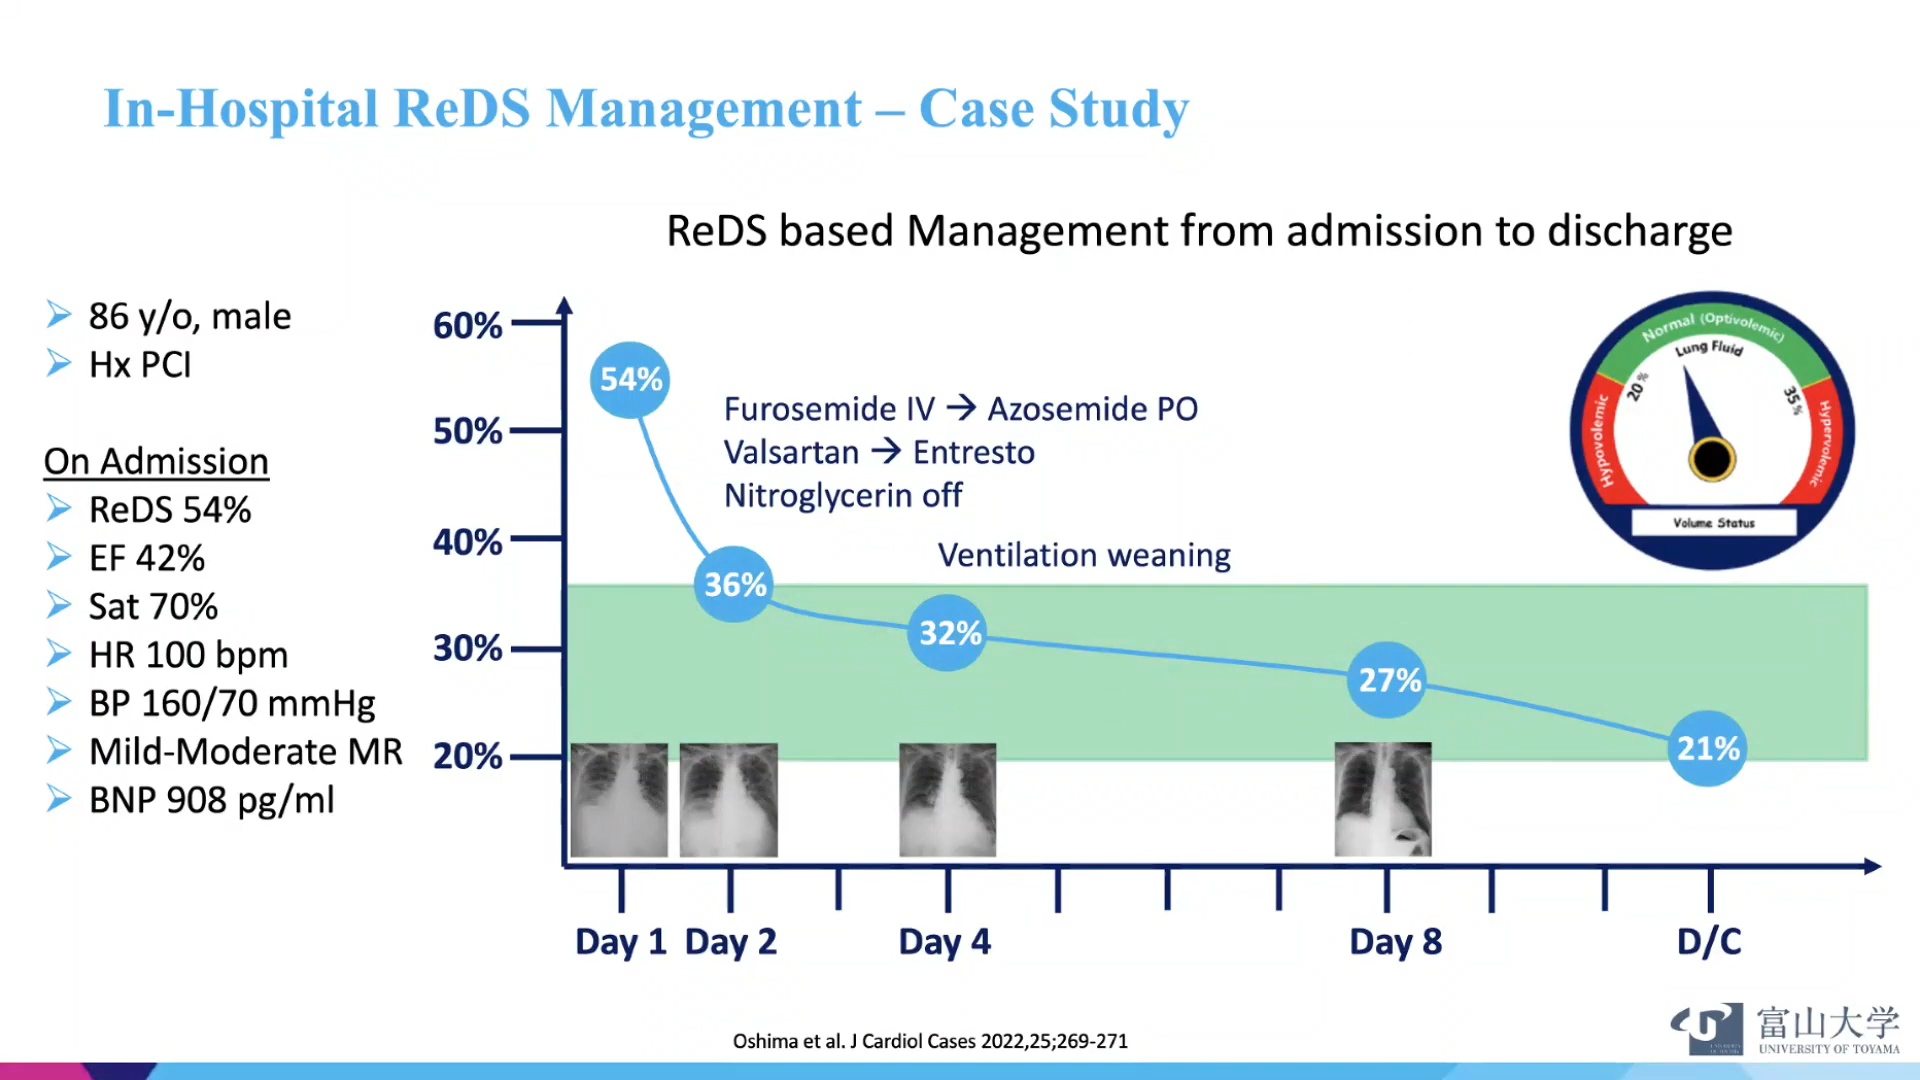 In-Hospital ReDS Management – Case Study
ReDS based Management from admission to discharge
86 y/o, male
Hx PCI
On Admission
ReDS 54%
EF 42%
Sat 70%
HR 100 bpm
BP 160/70 mmHg
Mild-Moderate MR
BNP 908 pg/ml
60%
50%
40%
30%
20%
54%
36%
32%
27%
21%
Furosemide IV → Azosemide PO
Valsartan → Entresto
Nitroglycerin off
Ventilation weaning
Normal (Optivolemic)
Lung Fluid
20 %
35 %
Hypovolemic
Hypervolemic
Volume Status
Day 1 Day 2 Day 4 Day 8 D/C
Oshima et al. J Cardiol Cases 2022,25;269-271
富山大学
UNIVERSITY OF TOYAMA